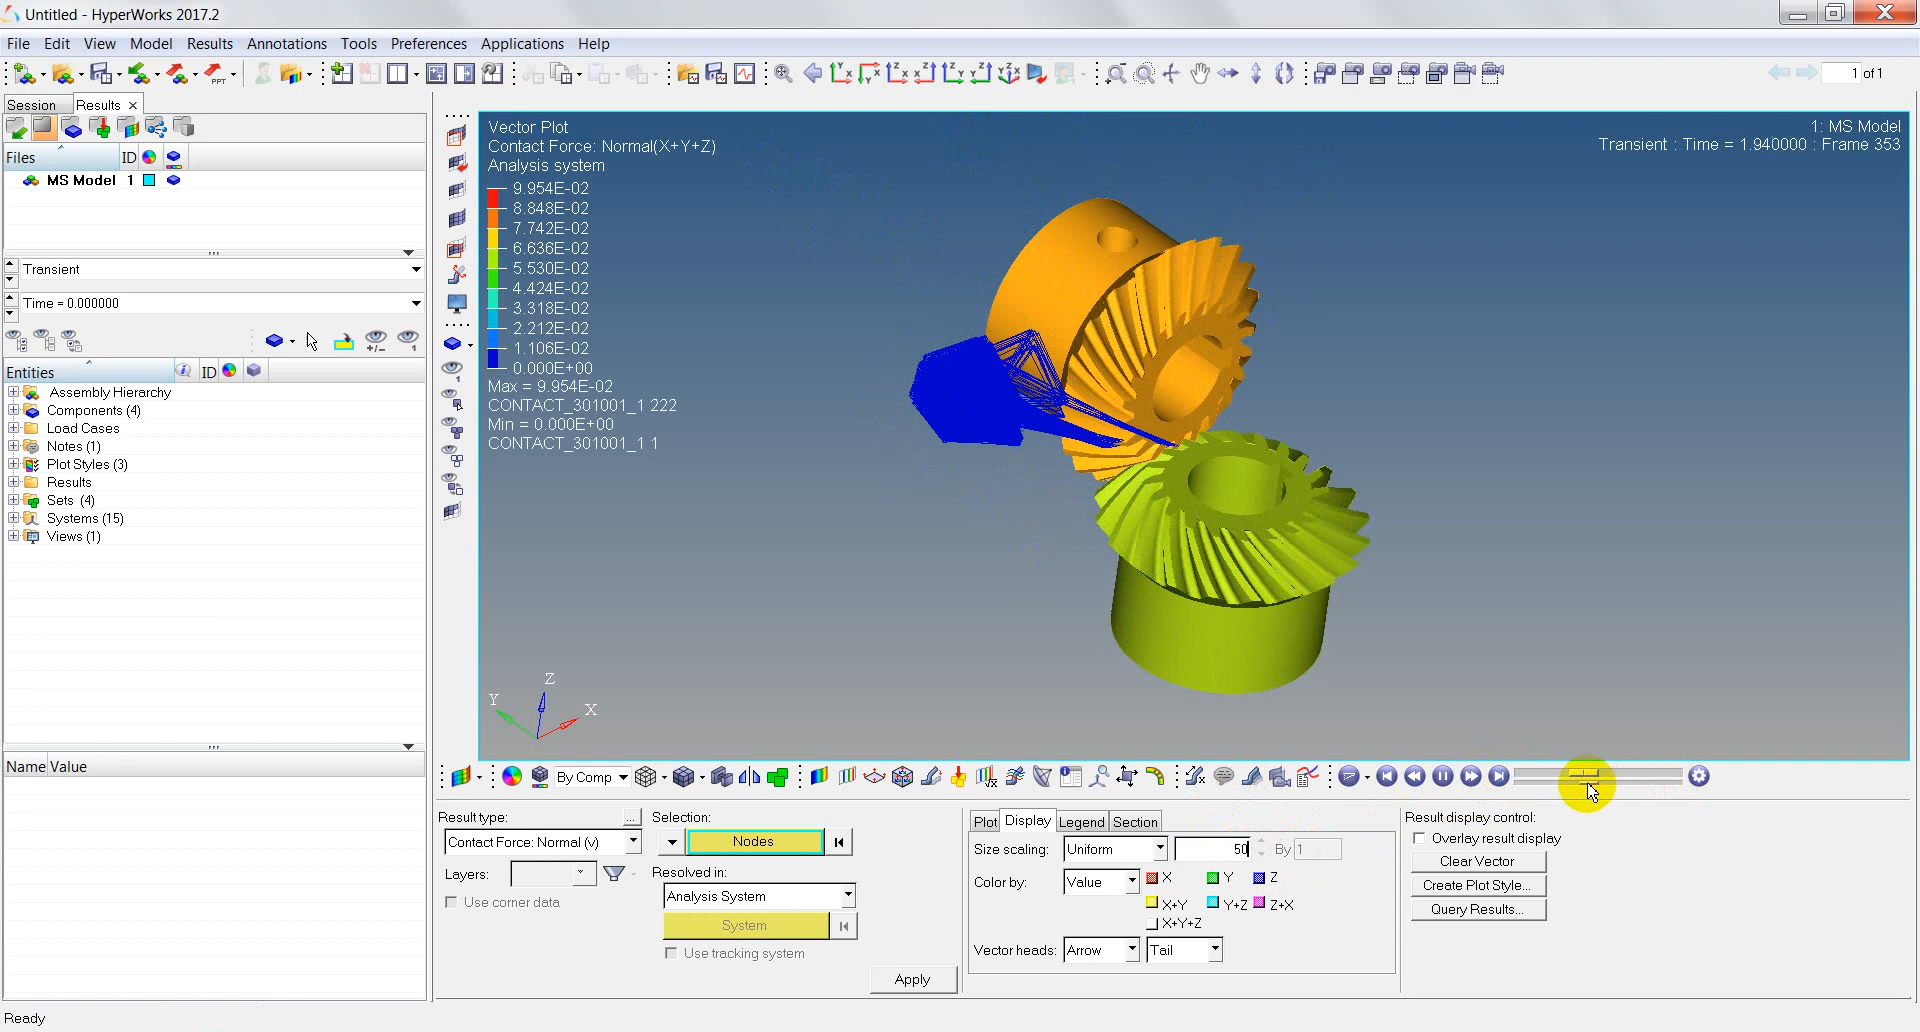 Untitled - HyperWorks 2017.2
File Edit View Model Results Annotations Tools Preferences Applications Help
PPT
1 of 1
Session Results ×
Files ID
MS Model 1
Transient
Time = 0.000000
Entities ID
Assembly Hierarchy
Components (4)
Load Cases
Notes (1)
Plot Styles (3)
Results
Sets (4)
Systems (15)
Views (1)
Name Value
Vector Plot
Contact Force: Normal(X+Y+Z)
Analysis system
9.954E-02
8.848E-02
7.742E-02
6.636E-02
5.530E-02
4.424E-02
3.318E-02
2.212E-02
1.106E-02
0.000E+00
Max = 9.954E-02
CONTACT_301001_1 222
Min = 0.000E+00
CONTACT_301001_1 1
1: MS Model
Transient : Time = 1.940000 : Frame 353
Z
Y
X
By Comp
Result type: ...
Contact Force: Normal (v)
Layers:
Use corner data
Selection:
Nodes
Resolved in:
Analysis System
System
Use tracking system
Apply
Plot Display Legend Section
Size scaling: Uniform 50 By 1
Color by: Value X Y Z
X+Y Y+Z Z+X
X+Y+Z
Vector heads: Arrow Tail
Result display control:
Overlay result display
Clear Vector
Create Plot Style...
Query Results...
Ready